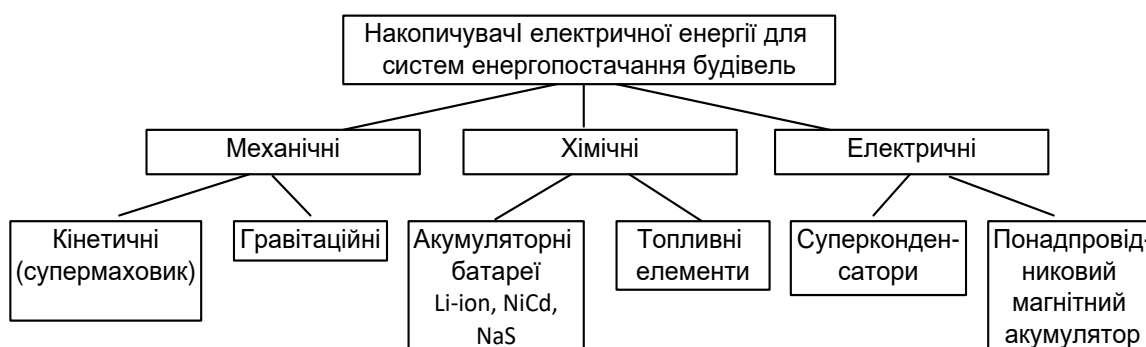 НакопичувачІ електричної енергії для
систем енергопостачання будівель
Механічні
Хімічні
Електричні
Кінетичні
(супермаховик)
Гравітаційні
Акумуляторні
батареї
Li-ion, NiCd,
NaS
Топливні
елементи
Суперконден-
сатори
Понадпровід-
никовий
магнітний
акумулятор